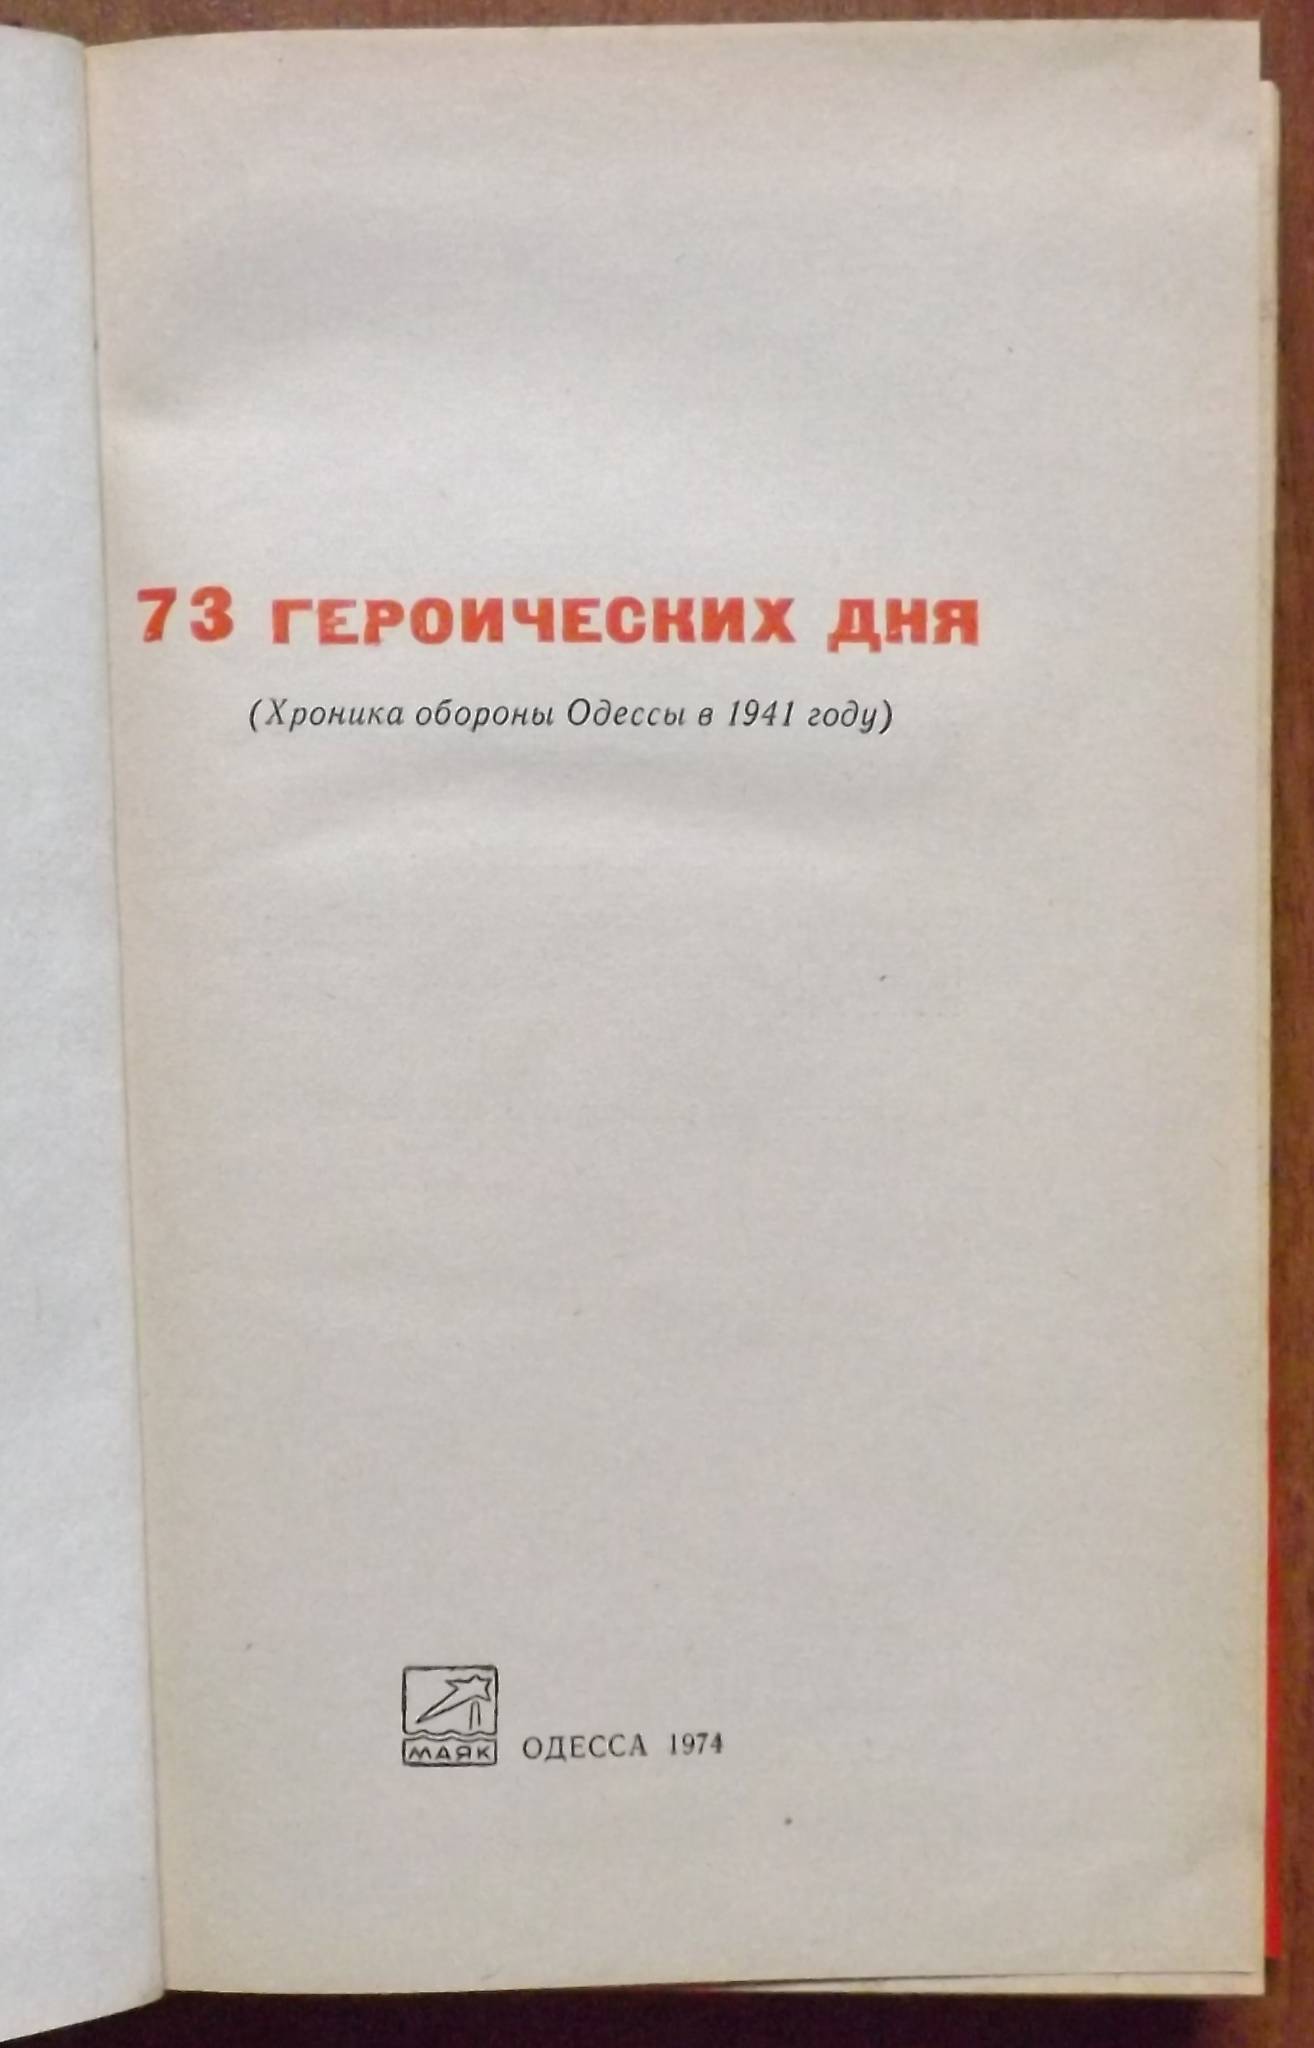 73 ГЕРОИЧЕСКИХ ДНЯ
(Хроника обороны Одессы в 1941 году)
МАЯК
ОДЕССА 1974